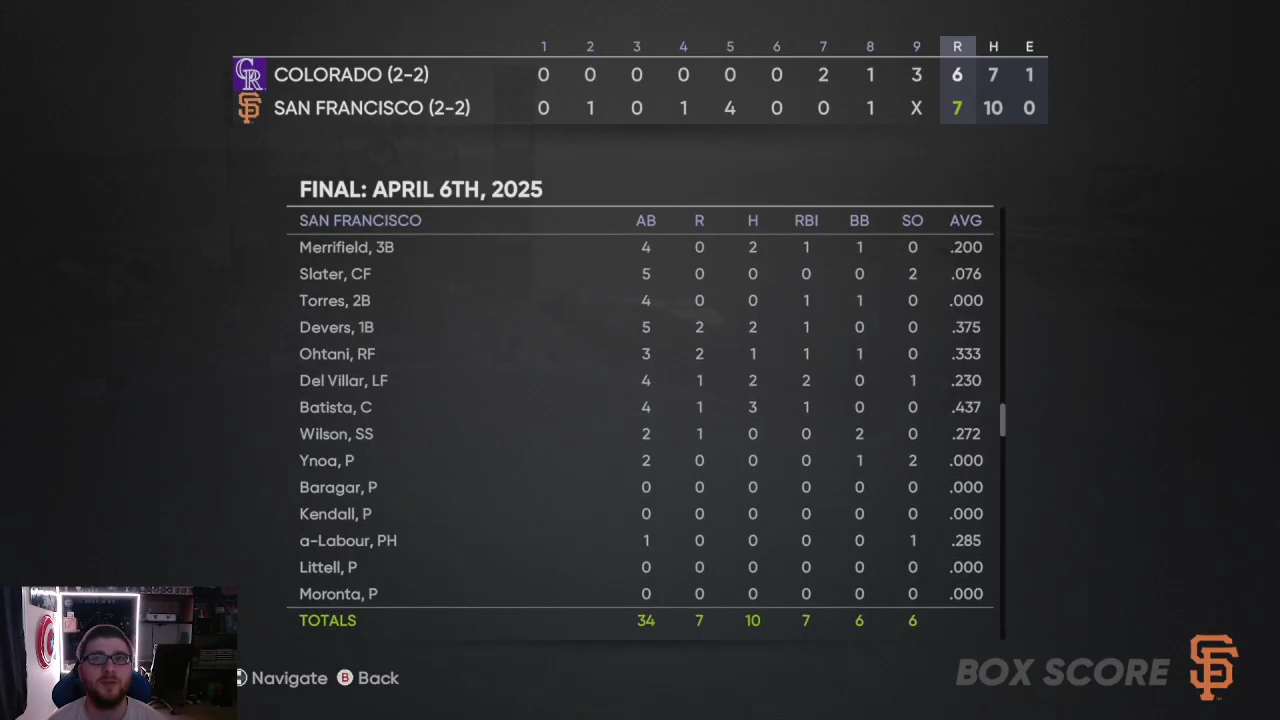 1 2 3 4 5 6 7 8 9 R H E
COLORADO (2-2) 0 0 0 0 0 0 2 1 3 6 7 1
SAN FRANCISCO (2-2) 0 1 0 1 4 0 0 1 X 7 10 0
FINAL: APRIL 6TH, 2025
SAN FRANCISCO AB R H RBI BB SO AVG
Merrifield, 3B 4 0 2 1 1 0 .200
Slater, CF 5 0 0 0 0 2 .076
Torres, 2B 4 0 0 1 1 0 .000
Devers, 1B 5 2 2 1 0 0 .375
Ohtani, RF 3 2 1 1 1 0 .333
Del Villar, LF 4 1 2 2 0 1 .230
Batista, C 4 1 3 1 0 0 .437
Wilson, SS 2 1 0 0 2 0 .272
Ynoa, P 2 0 0 0 1 2 .000
Baragar, P 0 0 0 0 0 0 .000
Kendall, P 0 0 0 0 0 0 .000
a-Labour, PH 1 0 0 0 0 1 .285
Littell, P 0 0 0 0 0 0 .000
Moronta, P 0 0 0 0 0 0 .000
TOTALS 34 7 10 7 6 6
BOX SCORE SF
Navigate B Back